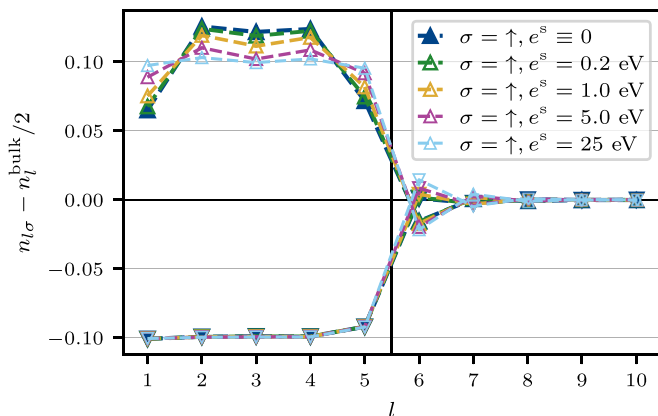 0.10
0.05
0.00
−0.05
−0.10
n_{lσ} − n_l^{bulk}/2
σ = ↑, e^s ≡ 0
σ = ↑, e^s = 0.2 eV
σ = ↑, e^s = 1.0 eV
σ = ↑, e^s = 5.0 eV
σ = ↑, e^s = 25 eV
1 2 3 4 5 6 7 8 9 10
l